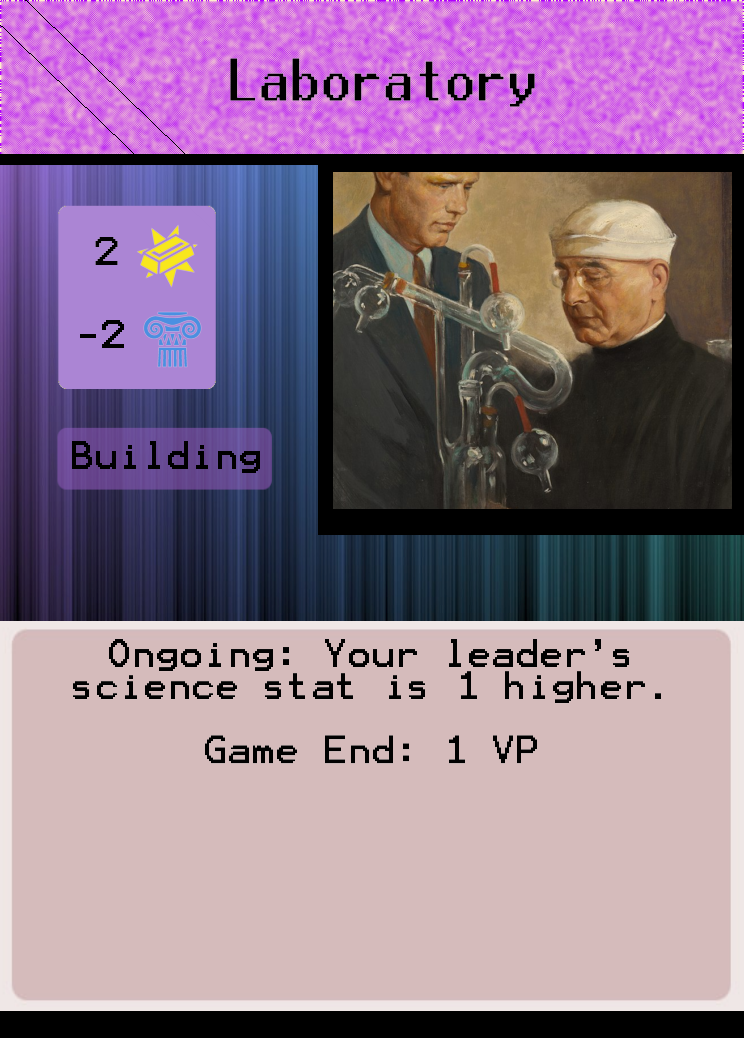 Laboratory
2
-2
Building
Ongoing: Your leader's
science stat is 1 higher.
Game End: 1 VP